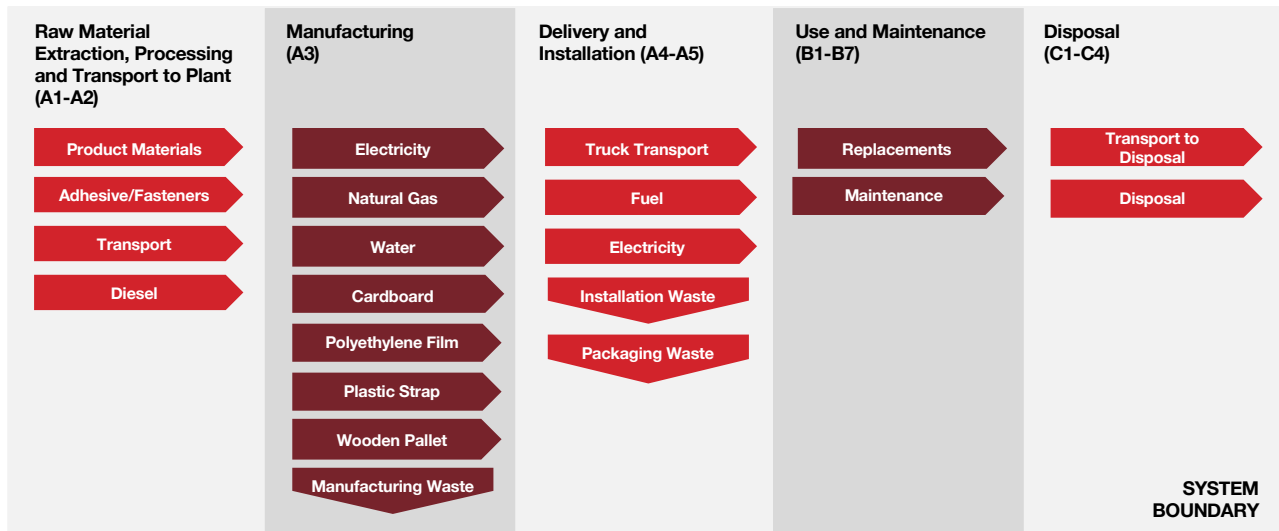 Raw Material
Extraction, Processing
and Transport to Plant
(A1-A2)
Product Materials
Adhesive/Fasteners
Transport
Diesel
Manufacturing
(A3)
Electricity
Natural Gas
Water
Cardboard
Polyethylene Film
Plastic Strap
Wooden Pallet
Manufacturing Waste
Delivery and
Installation (A4-A5)
Truck Transport
Fuel
Electricity
Installation Waste
Packaging Waste
Use and Maintenance
(B1-B7)
Replacements
Maintenance
Disposal
(C1-C4)
Transport to
Disposal
Disposal
SYSTEM
BOUNDARY